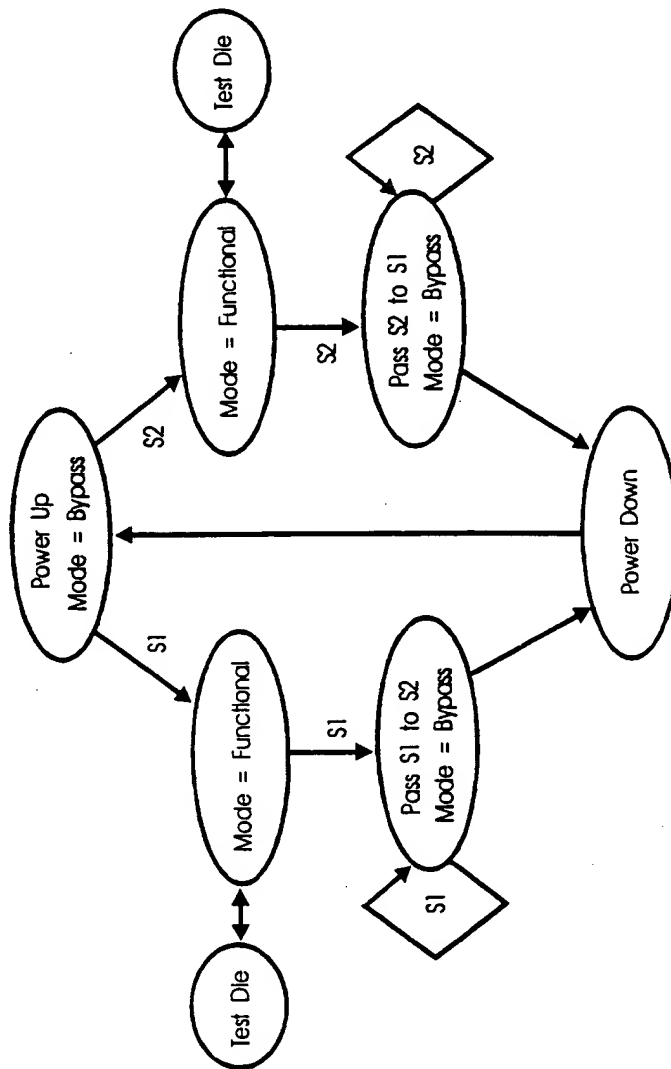 Power Up
Mode = Bypass
S1
S2
Test Die
Mode = Functional
Mode = Functional
Test Die
S1
S2
S1
Pass S1 to S2
Mode = Bypass
Pass S2 to S1
Mode = Bypass
S2
Power Down